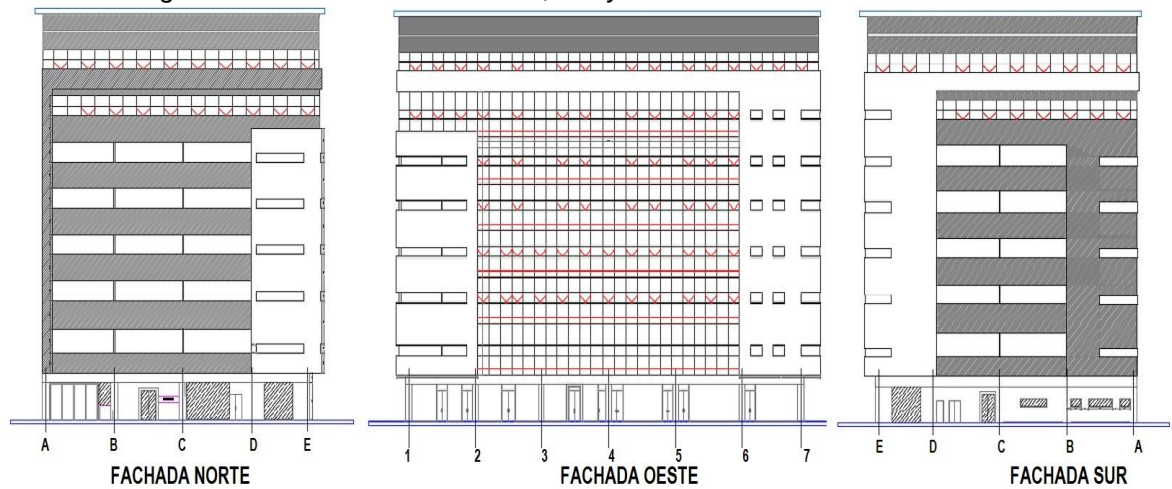 A B C D E
FACHADA NORTE
1 2 3 4 5 6 7
FACHADA OESTE
E D C B A
FACHADA SUR